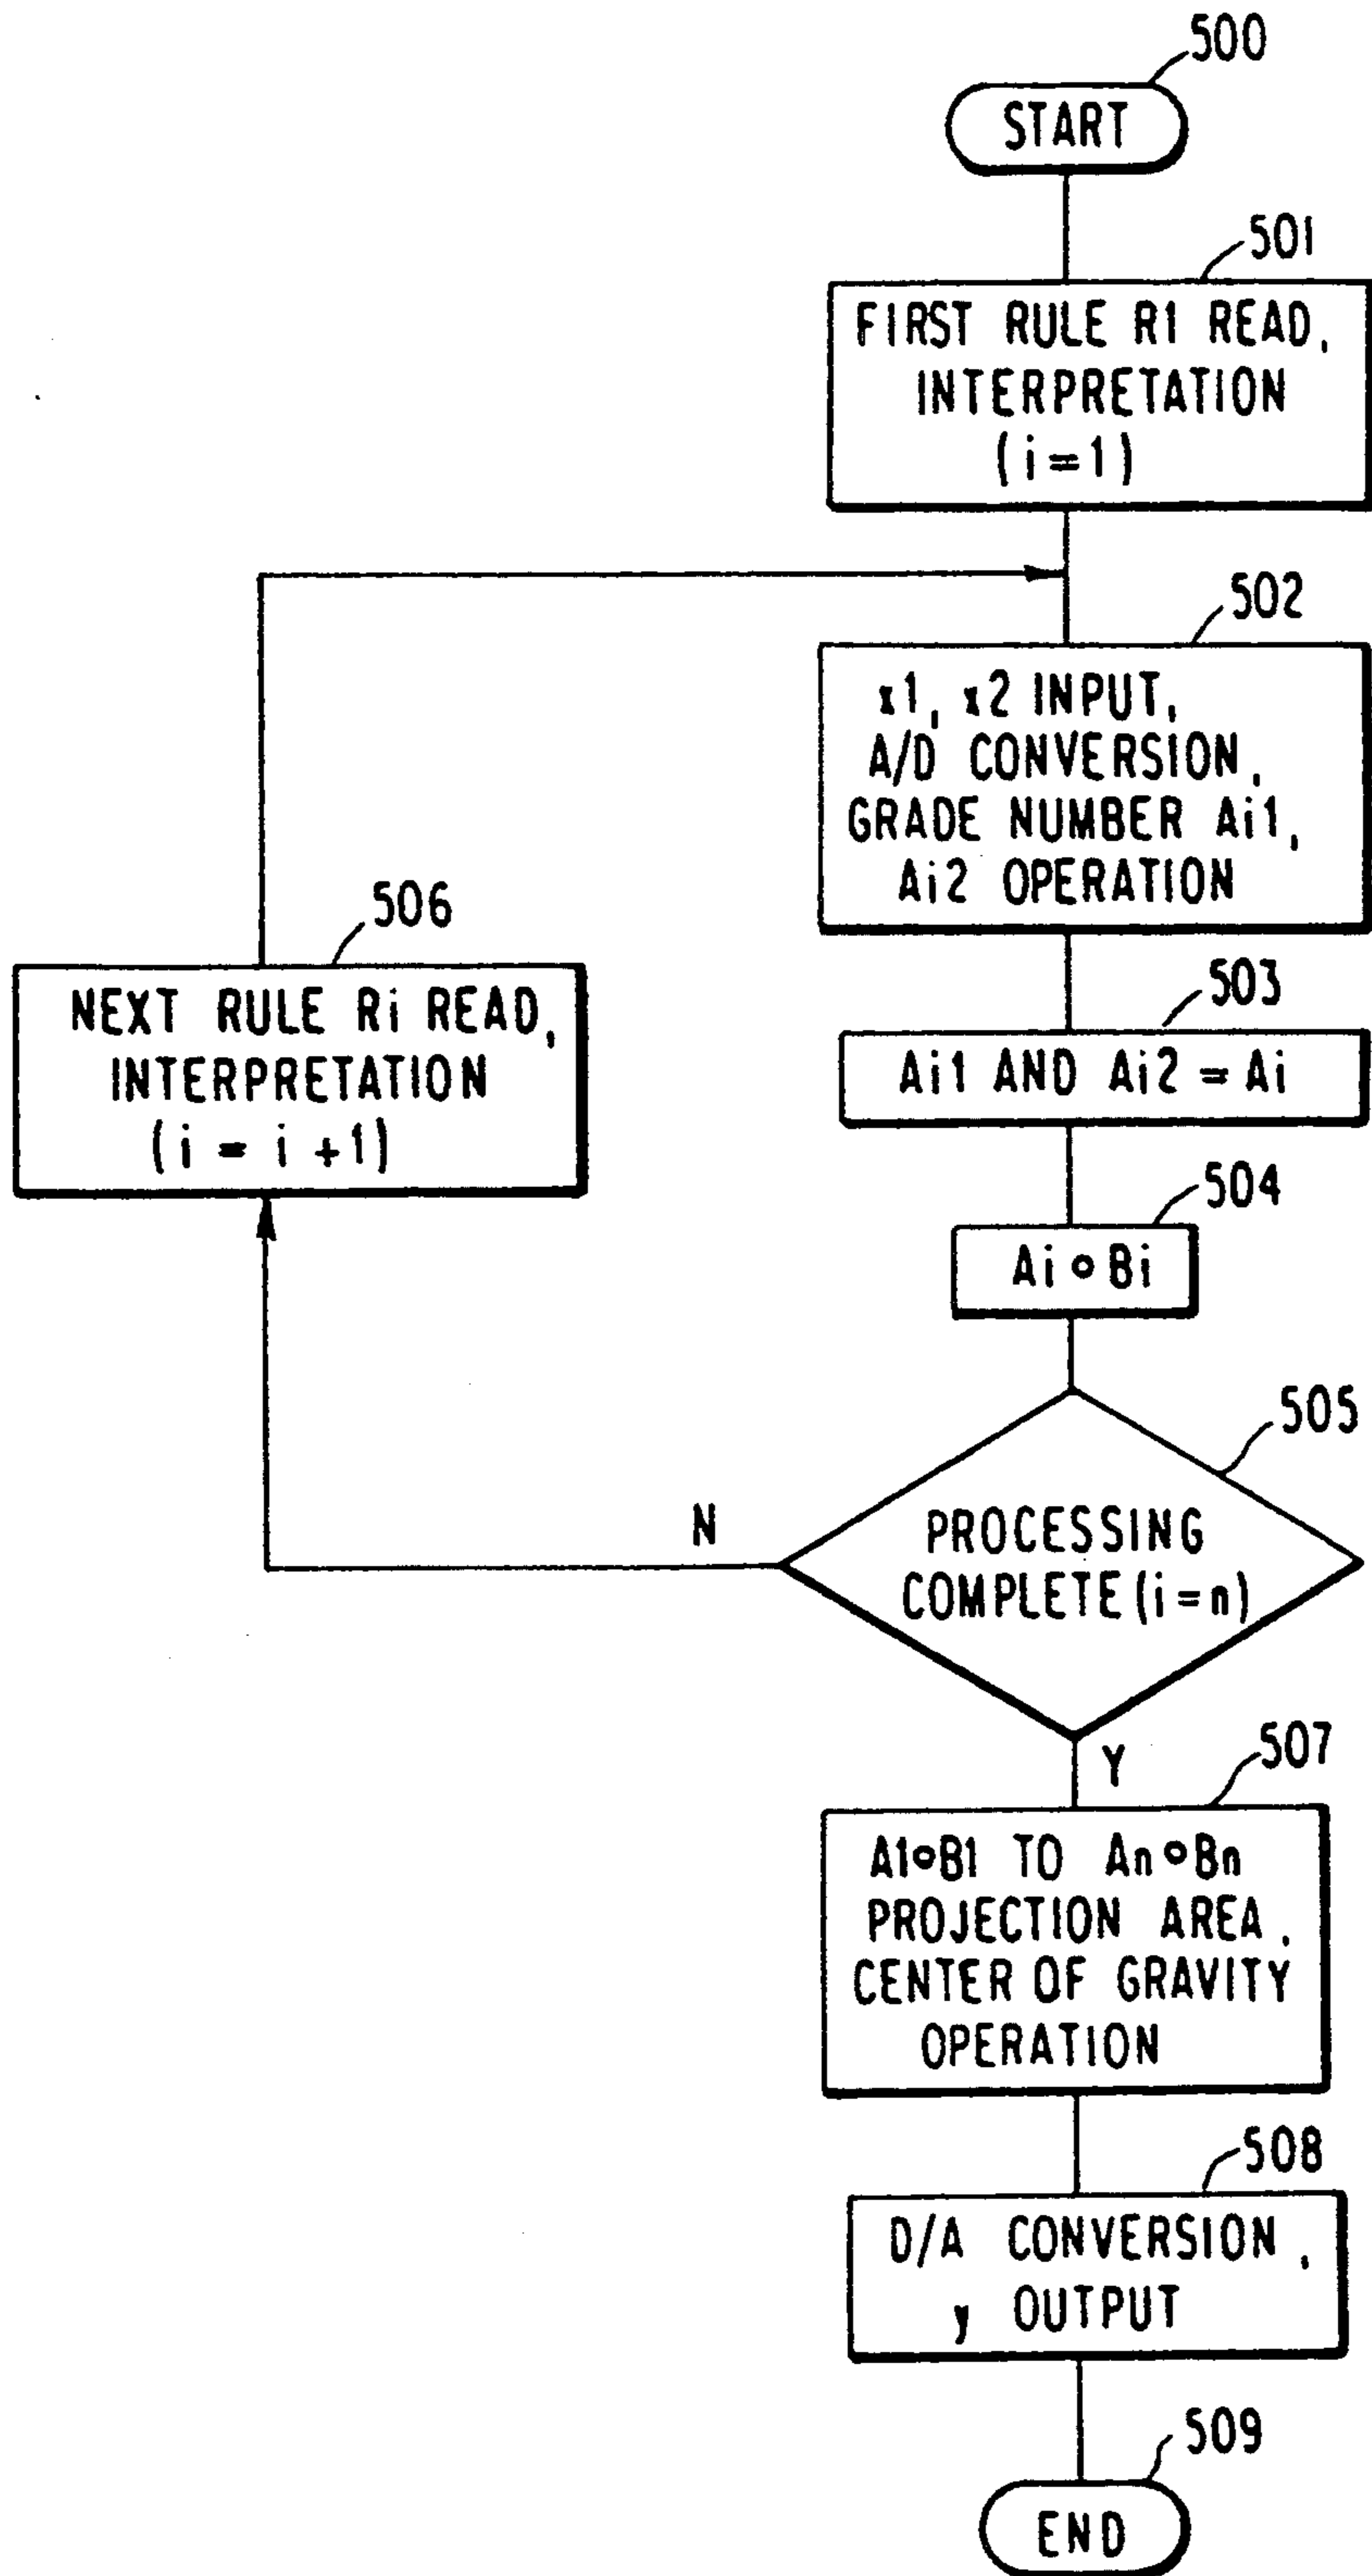 500
START
501
FIRST RULE R1 READ,
INTERPRETATION
(i=1)
502
x1, x2 INPUT,
A/D CONVERSION,
GRADE NUMBER Ai1,
Ai2 OPERATION
506
NEXT RULE Ri READ,
INTERPRETATION
(i = i +1)
503
Ai1 AND Ai2 = Ai
504
Ai∘Bi
505
N
PROCESSING
COMPLETE (i=n)
Y
507
A1∘B1 TO An∘Bn
PROJECTION AREA,
CENTER OF GRAVITY
OPERATION
508
D/A CONVERSION,
y OUTPUT
509
END